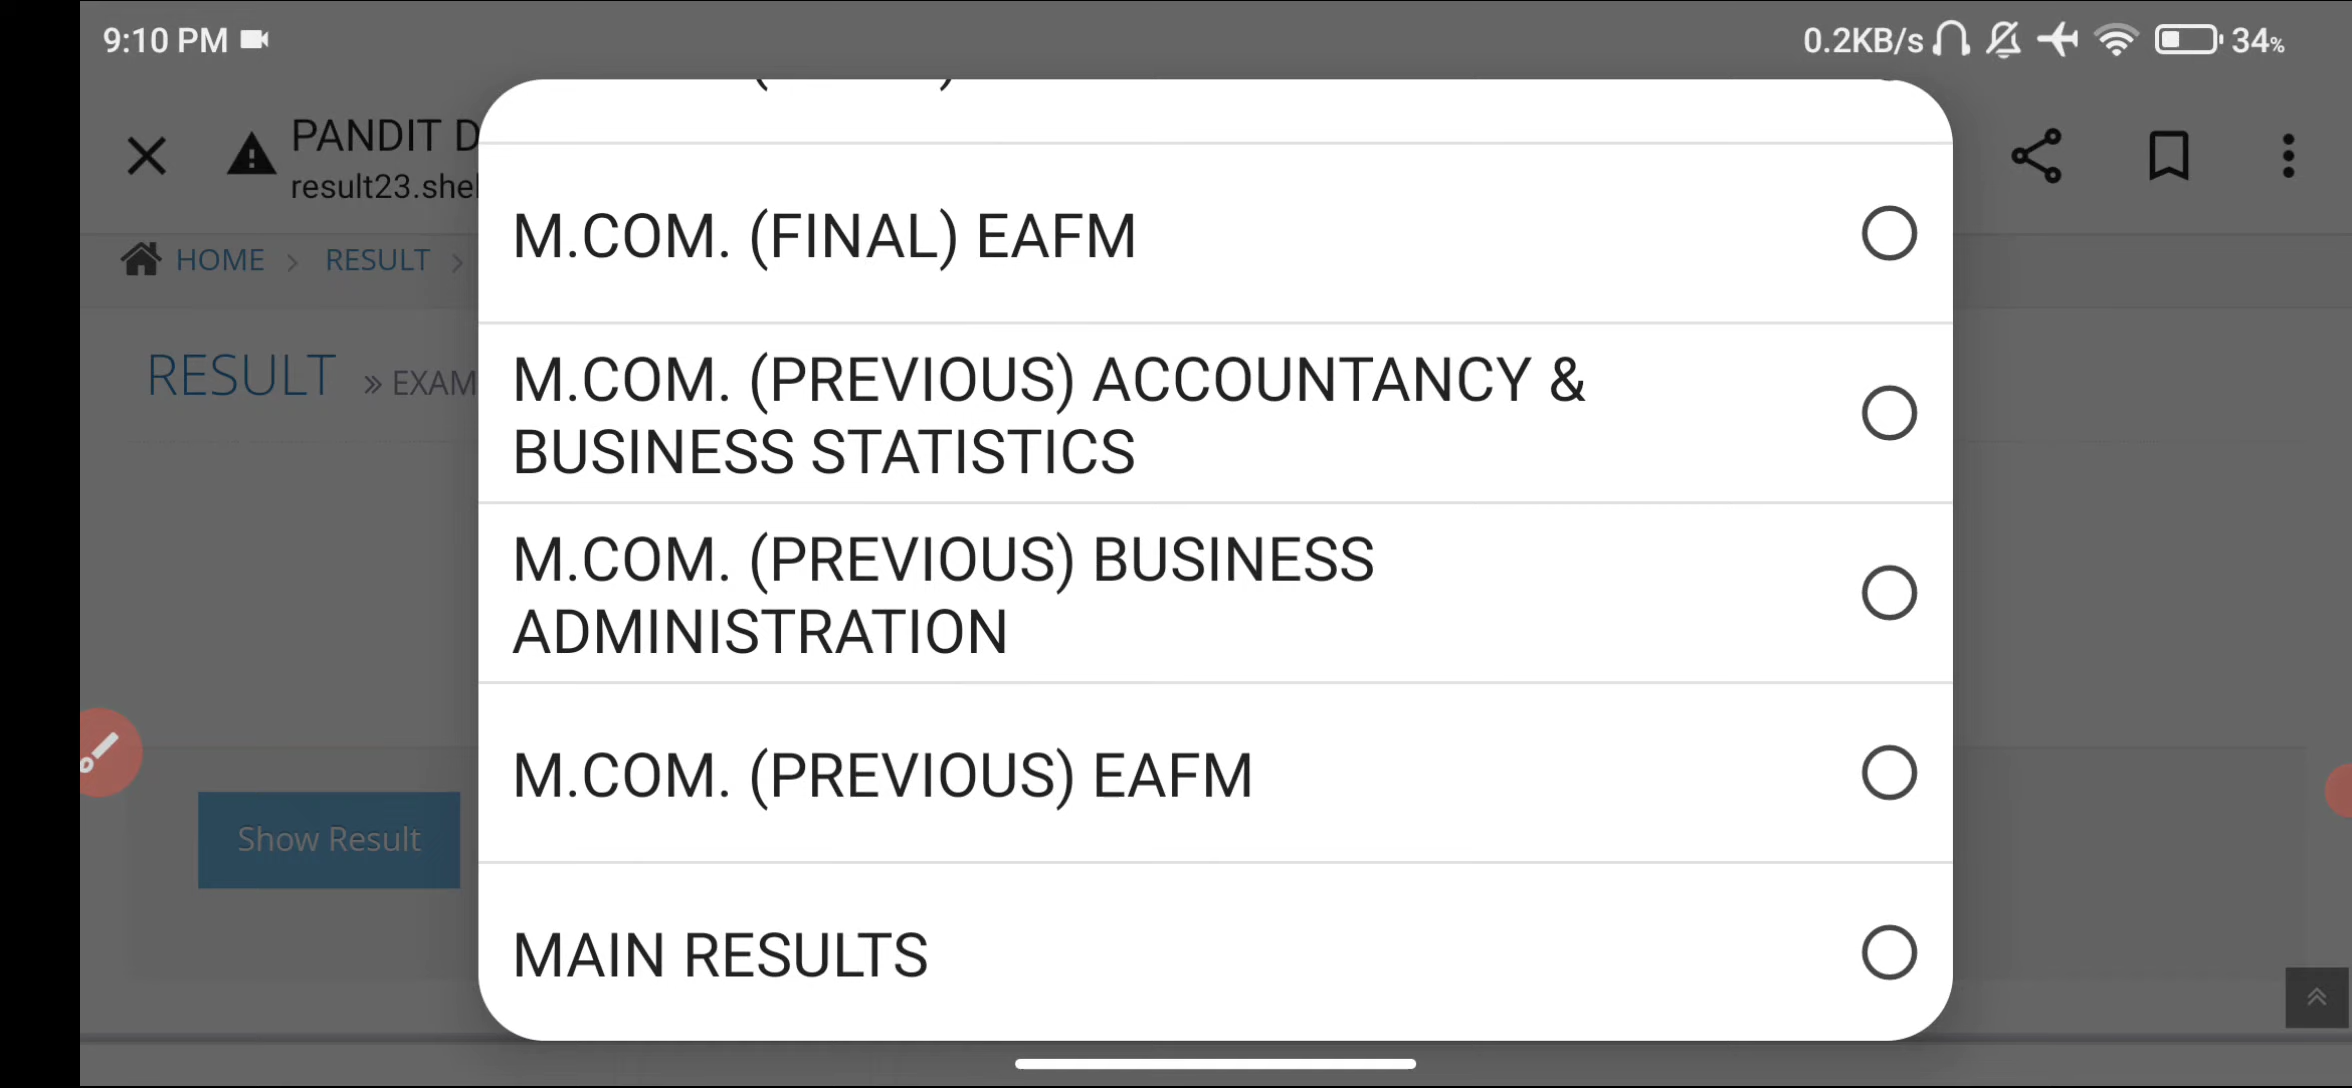 9:10 PM
0.2KB/s
34%
PANDIT D
result23.shel
HOME > RESULT >
RESULT » EXAM
M.COM. (FINAL) EAFM
M.COM. (PREVIOUS) ACCOUNTANCY &
BUSINESS STATISTICS
M.COM. (PREVIOUS) BUSINESS
ADMINISTRATION
M.COM. (PREVIOUS) EAFM
Show Result
MAIN RESULTS